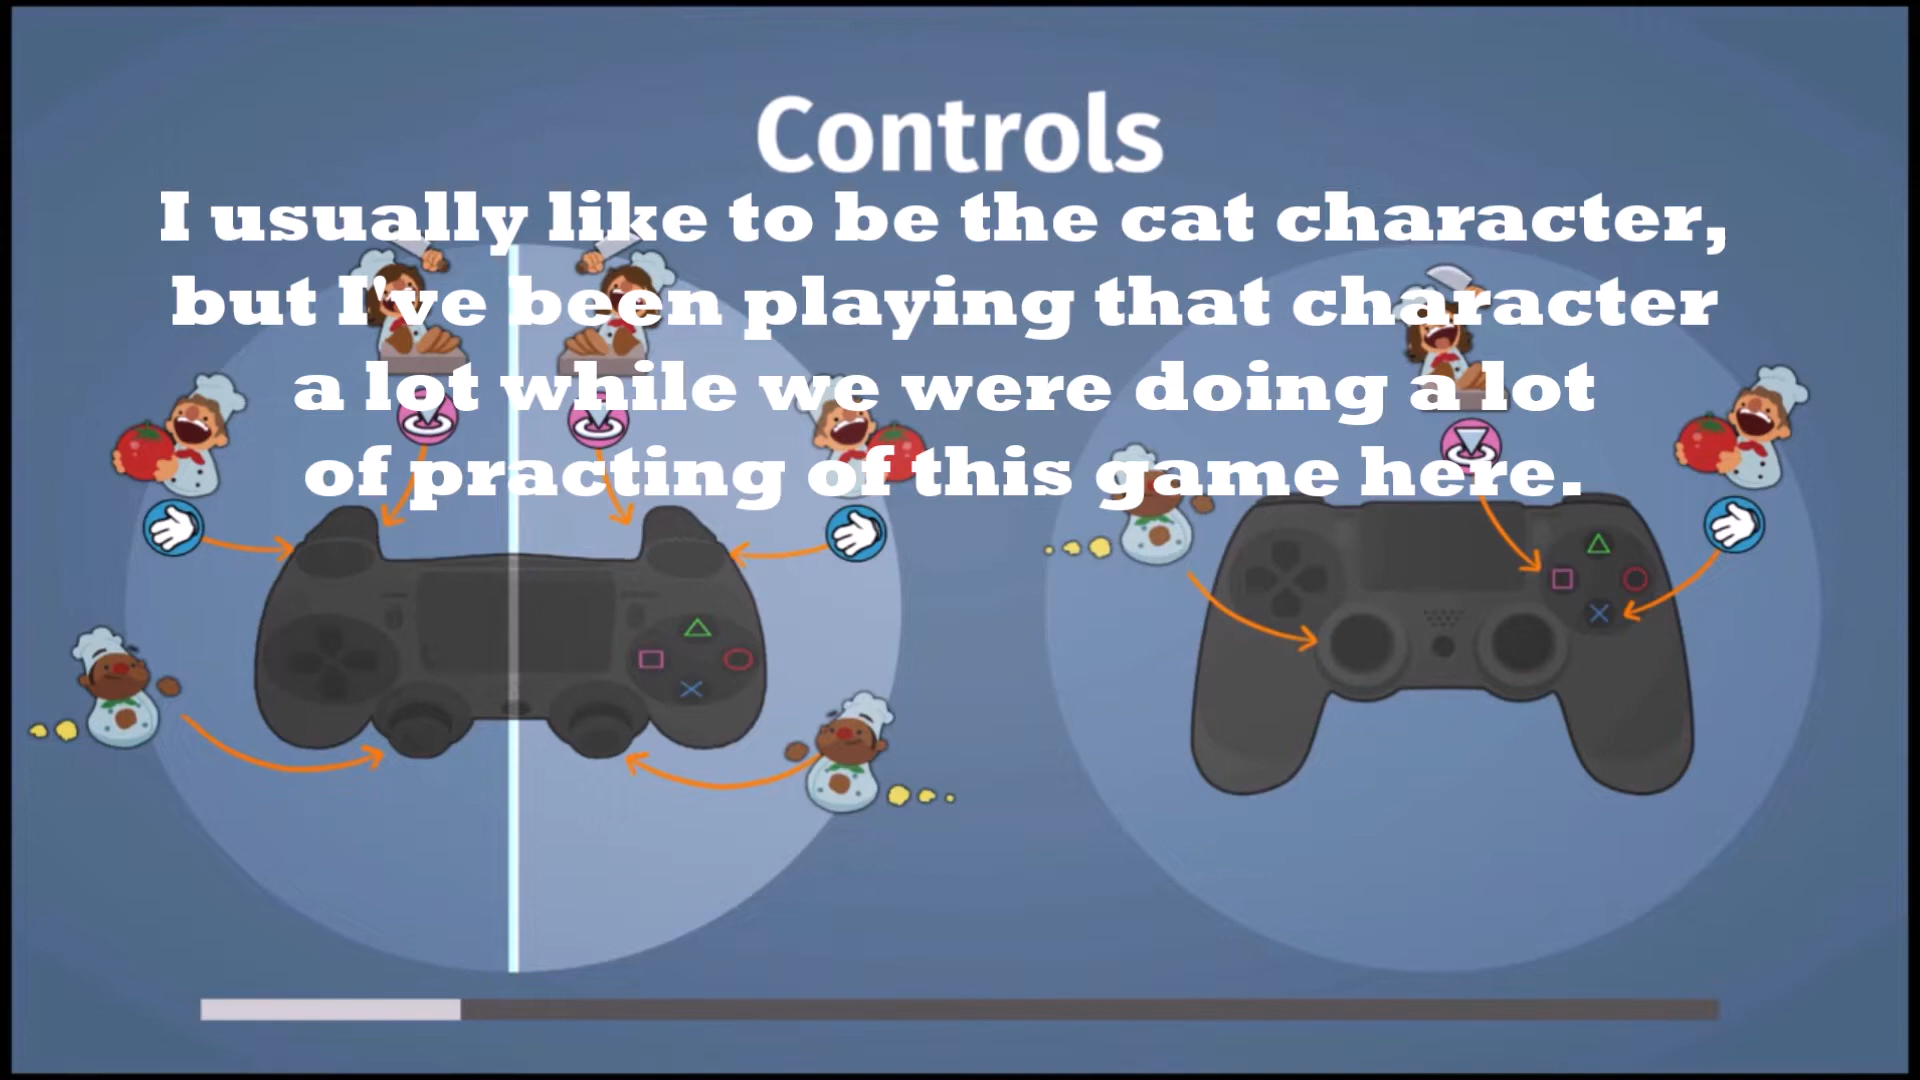 Controls
I usually like to be the cat character,
but I've been playing that character
a lot while we were doing a lot
of practing of this game here.